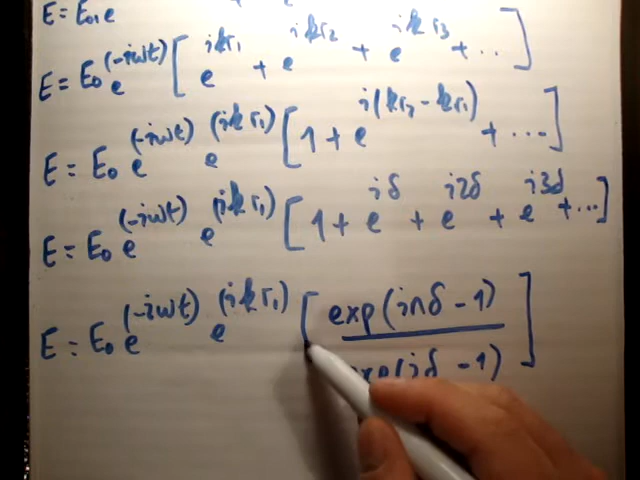 E = E₀₁e
E = E₀ e^(-iωt) [ e^ikr₁ + e^ikr₂ + e^ikr₃ + ... ]
E = E₀ e^(-iωt) e^(ikr₁) [ 1 + e^i(kr₂ - kr₁) + .... ]
E = E₀ e^(-iωt) e^(ikr₁) [ 1 + e^iδ + e^i2δ + e^i3δ + ... ]
E = E₀ e^(-iωt) e^(ikr₁) [ exp(inδ - 1)
exp(iδ - 1) ]